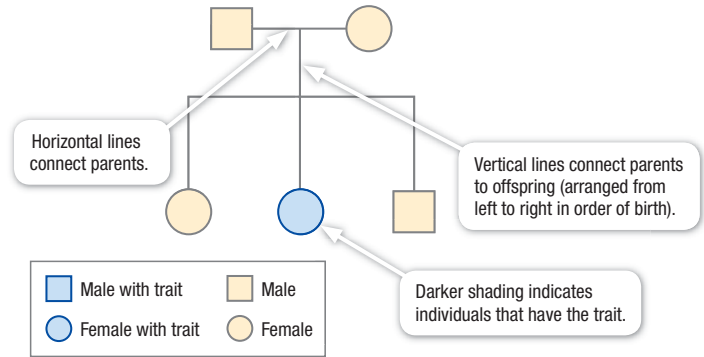 Horizontal lines
connect parents.
Vertical lines connect parents
to offspring (arranged from
left to right in order of birth).
Darker shading indicates
individuals that have the trait.
Male with trait
Male
Female with trait
Female